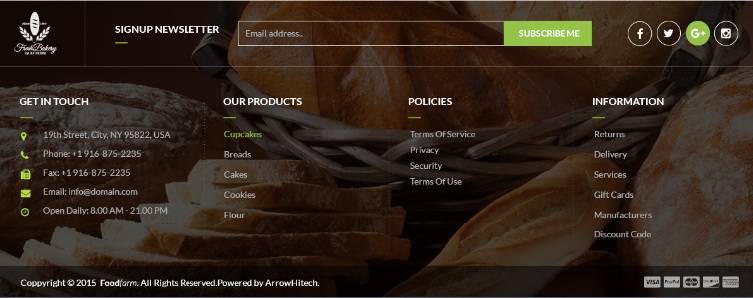 Fresh Bakery
SIGNUP NEWSLETTER
Email address..
SUBSCRIBE ME
GET IN TOUCH
19th Street, City, NY 95822, USA
Phone: +1 916-875-2235
Fax: +1 916-875-2235
Email: info@domain.com
Open Daily: 8.00 AM - 21.00 PM
OUR PRODUCTS
Cupcakes
Breads
Cakes
Cookies
Flour
POLICIES
Terms Of Service
Privacy
Security
Terms Of Use
INFORMATION
Returns
Delivery
Services
Gift Cards
Manufacturers
Discount Code
Coppyright © 2015 Foodfarm. All Rights Reserved.Powered by ArrowHitech.
VISA PayPal